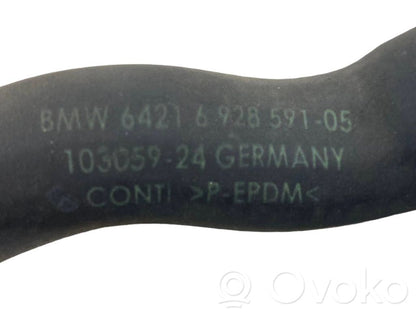 BMW 6421 6 928 591-05
103059-24 GERMANY
CONTI >P-EPDM<
© Ovoko